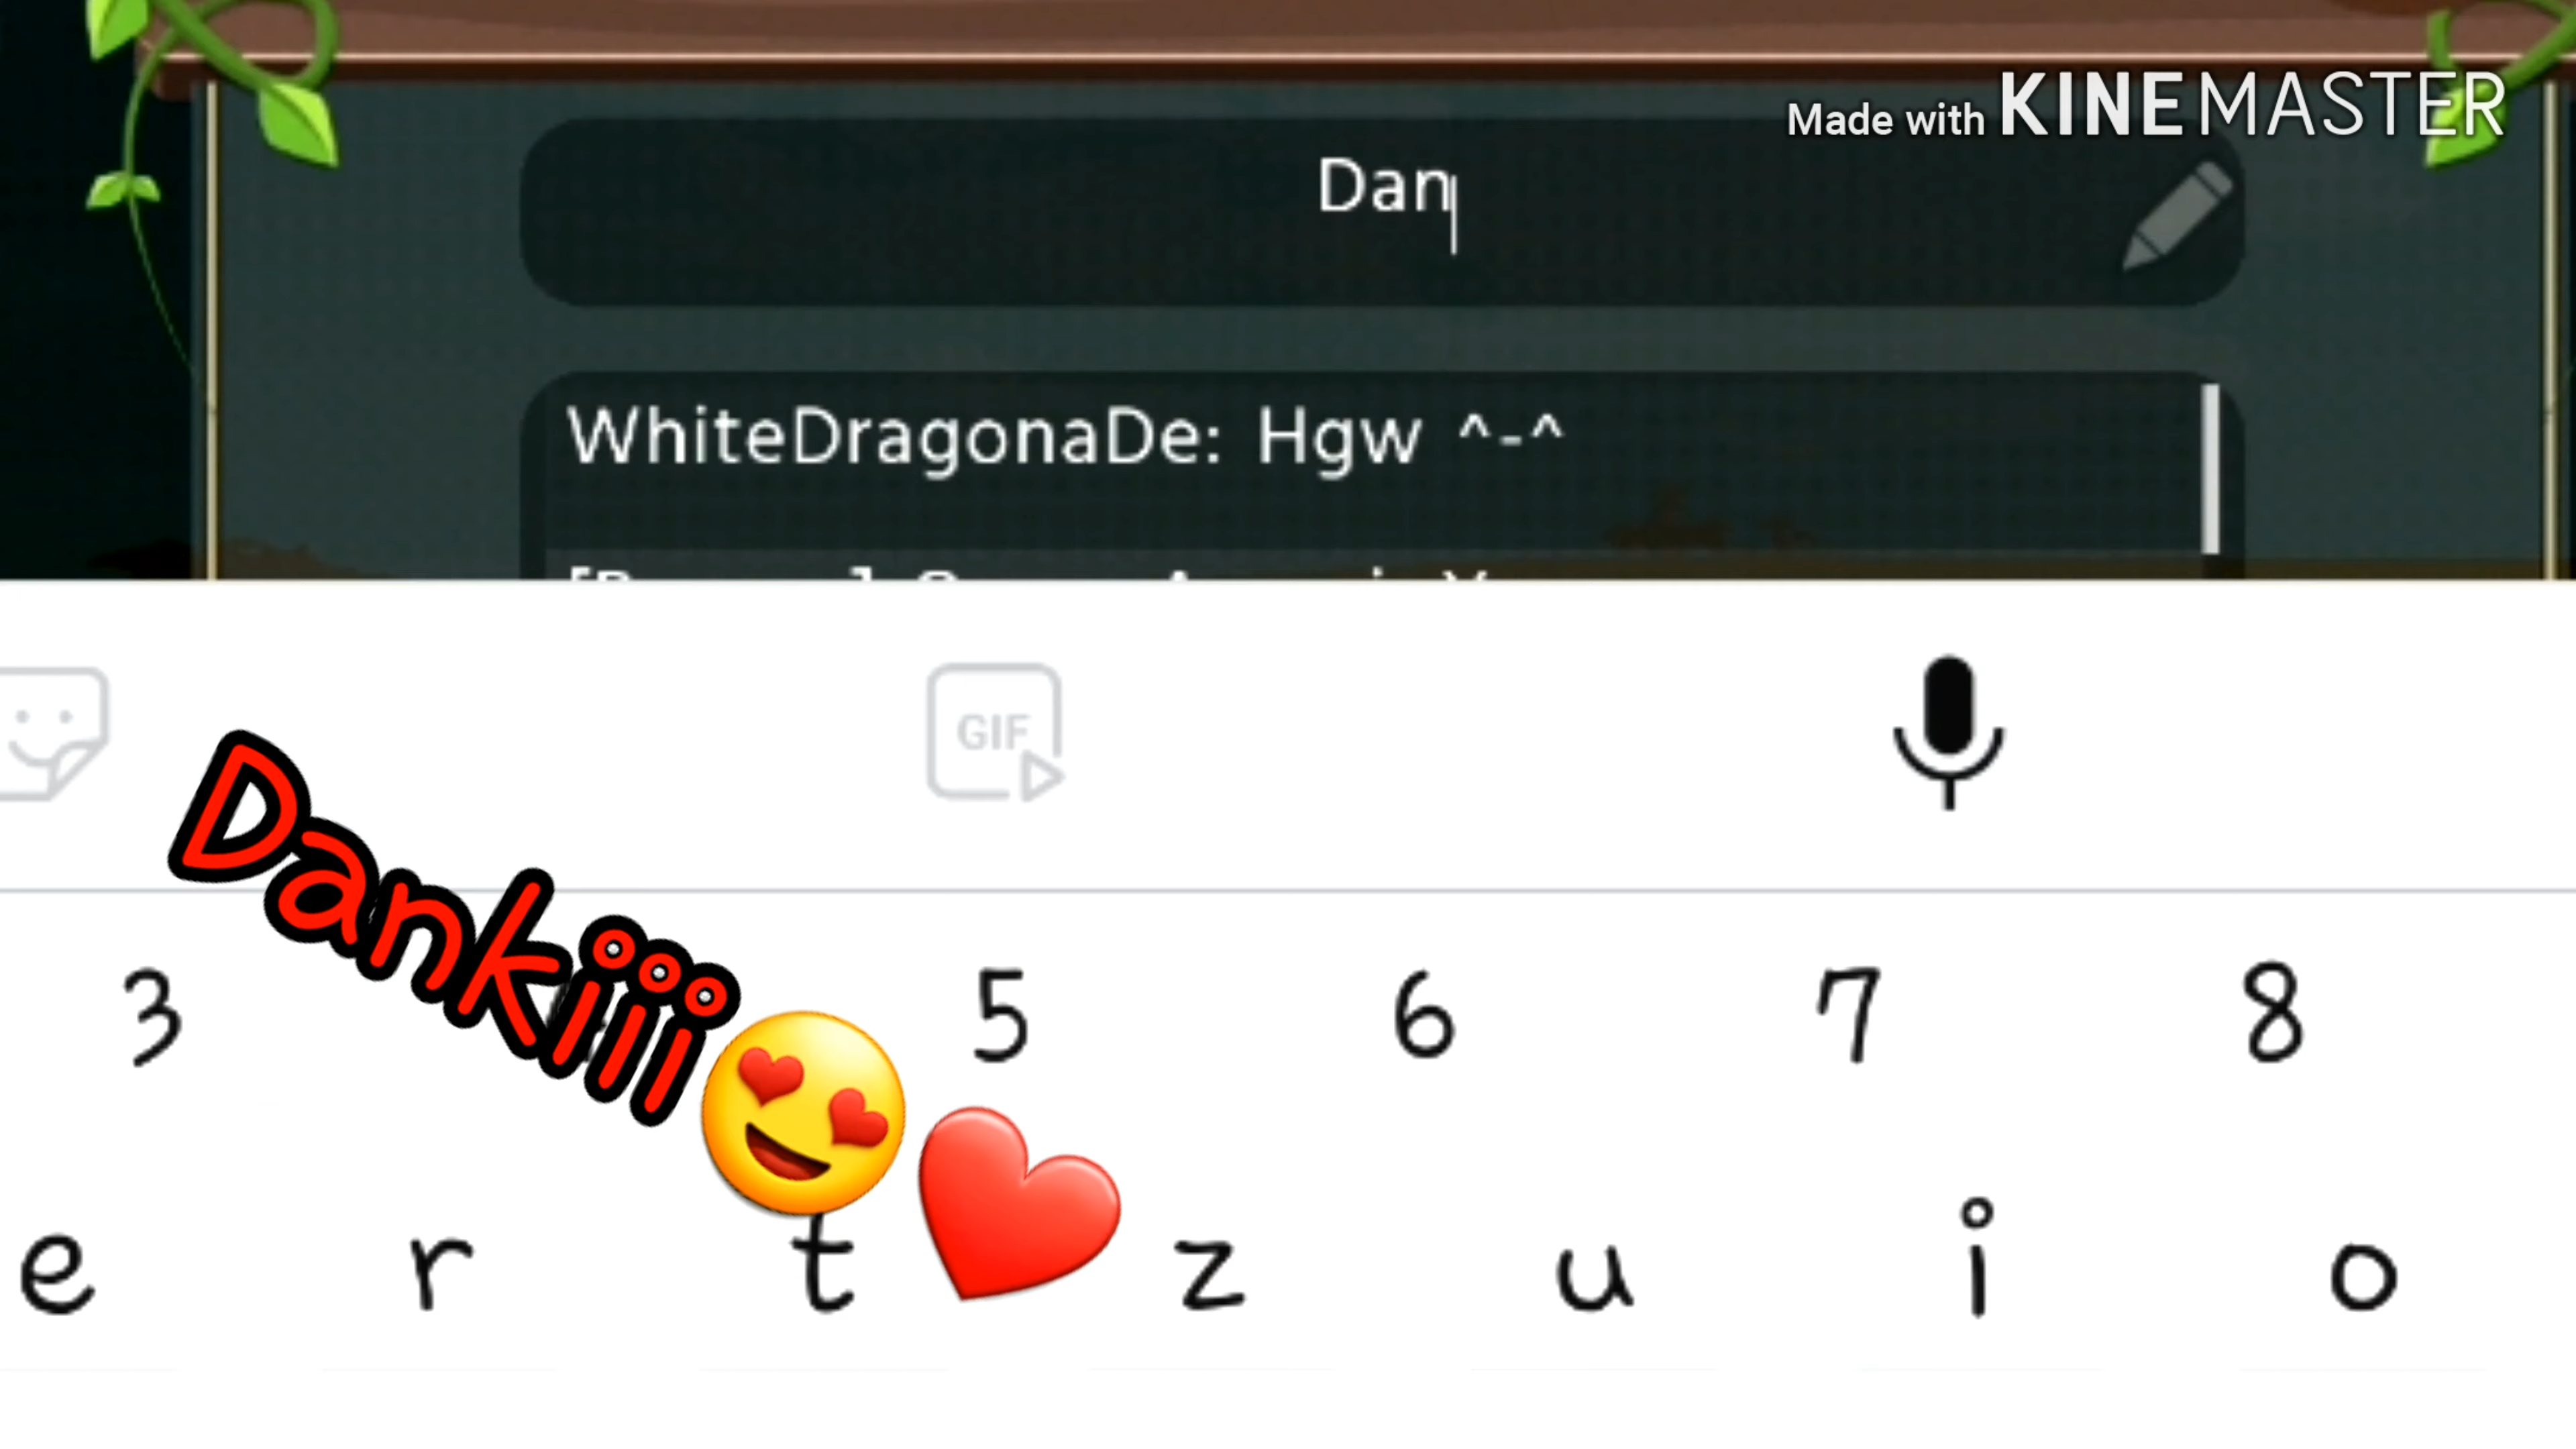 Made with KINEMASTER
Dan
WhiteDragonaDe: Hgw ^-^
GIF
Dankiii😍❤
3 5 6 7 8
e r t z u i o